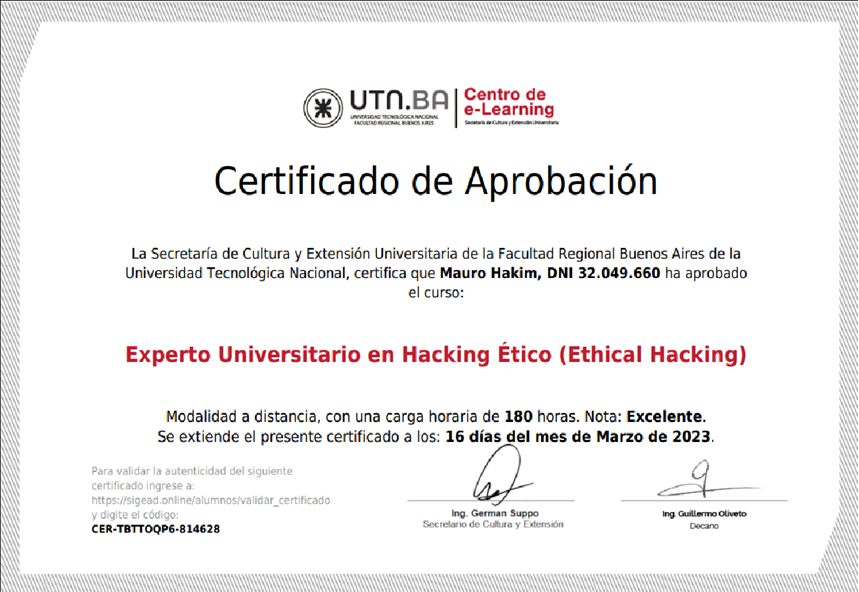 UTN.BA
UNIVERSIDAD TECNOLÓGICA NACIONAL
FACULTAD REGIONAL BUENOS AIRES
Centro de
e-Learning
Secretaría de Cultura y Extensión Universitaria
Certificado de Aprobación
La Secretaría de Cultura y Extensión Universitaria de la Facultad Regional Buenos Aires de la
Universidad Tecnológica Nacional, certifica que Mauro Hakim, DNI 32.049.660 ha aprobado
el curso:
Experto Universitario en Hacking Ético (Ethical Hacking)
Modalidad a distancia, con una carga horaria de 180 horas. Nota: Excelente.
Se extiende el presente certificado a los: 16 días del mes de Marzo de 2023.
Para validar la autenticidad del siguiente
certificado ingrese a:
https://sigead.online/alumnos/validar_certificado
y digite el código:
CER-TBTTOQP6-814628
Ing. German Suppo
Secretario de Cultura y Extensión
Ing. Guillermo Oliveto
Decano